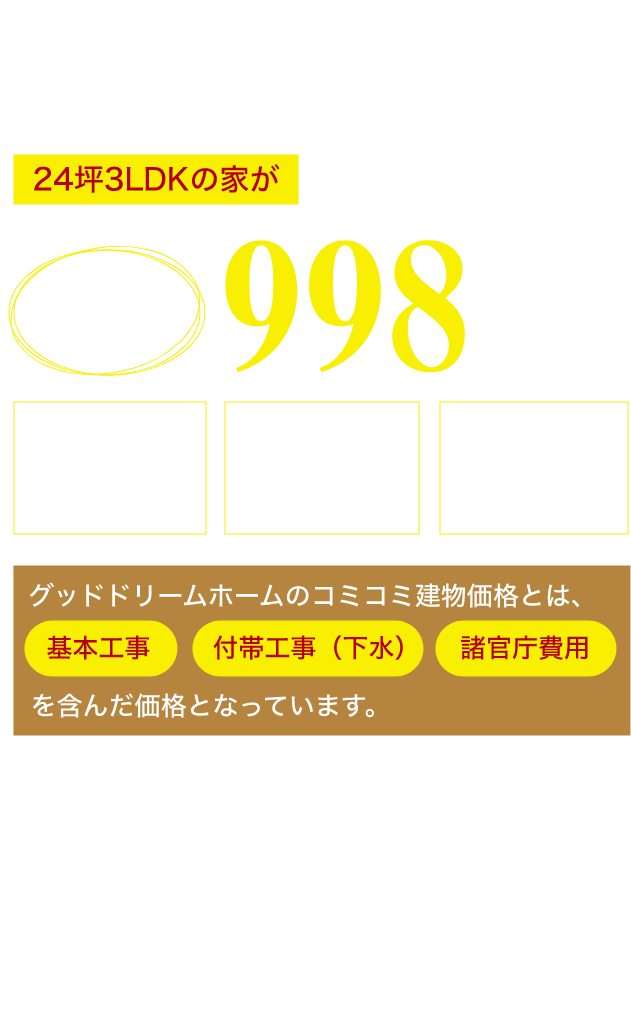 24坪3LDKの家が
998
グッドドリームホームのコミコミ建物価格とは、
基本工事 付帯工事（下水） 諸官庁費用
を含んだ価格となっています。